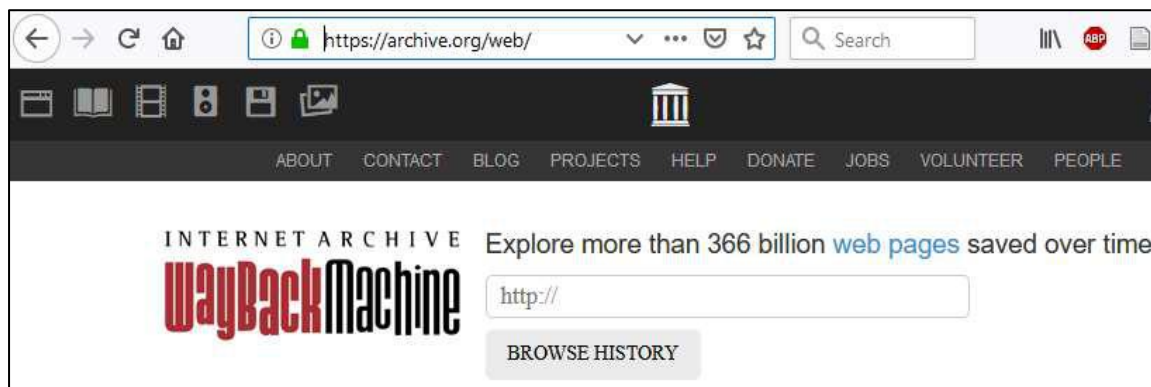 https://archive.org/web/
Search
ABP
ABOUT CONTACT BLOG PROJECTS HELP DONATE JOBS VOLUNTEER PEOPLE
INTERNET ARCHIVE
WayBackMachine
Explore more than 366 billion web pages saved over time
http://
BROWSE HISTORY